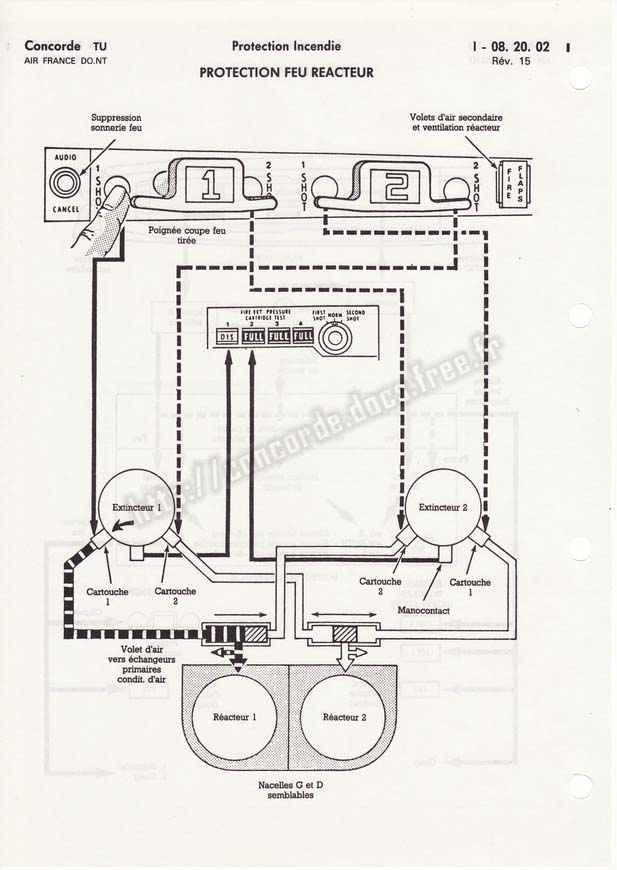 Concorde TU
AIR FRANCE DO.NT
Protection Incendie
I - 08. 20. 02
Rév. 15
PROTECTION FEU REACTEUR
Suppression
sonnerie feu
Volets d'air secondaire
et ventilation réacteur
AUDIO
CANCEL
1
SHOT
1
2
SHOT
1
SHOT
2
2
SHOT
FIRE
FLAPS
Poignée coupe feu
tirée
FIRE EXT PRESSURE
CARTRIDGE TEST
1 2 3 4
DIS FULL FULL FULL
FIRST
SHOT
NORM
SECOND
SHOT
http://concorde.docs.free.fr
Extincteur 1
Extincteur 2
Cartouche
1
Cartouche
2
Cartouche
2
Cartouche
1
Manocontact
Volet d'air
vers échangeurs
primaires
condit. d'air
Réacteur 1
Réacteur 2
Nacelles G et D
semblables